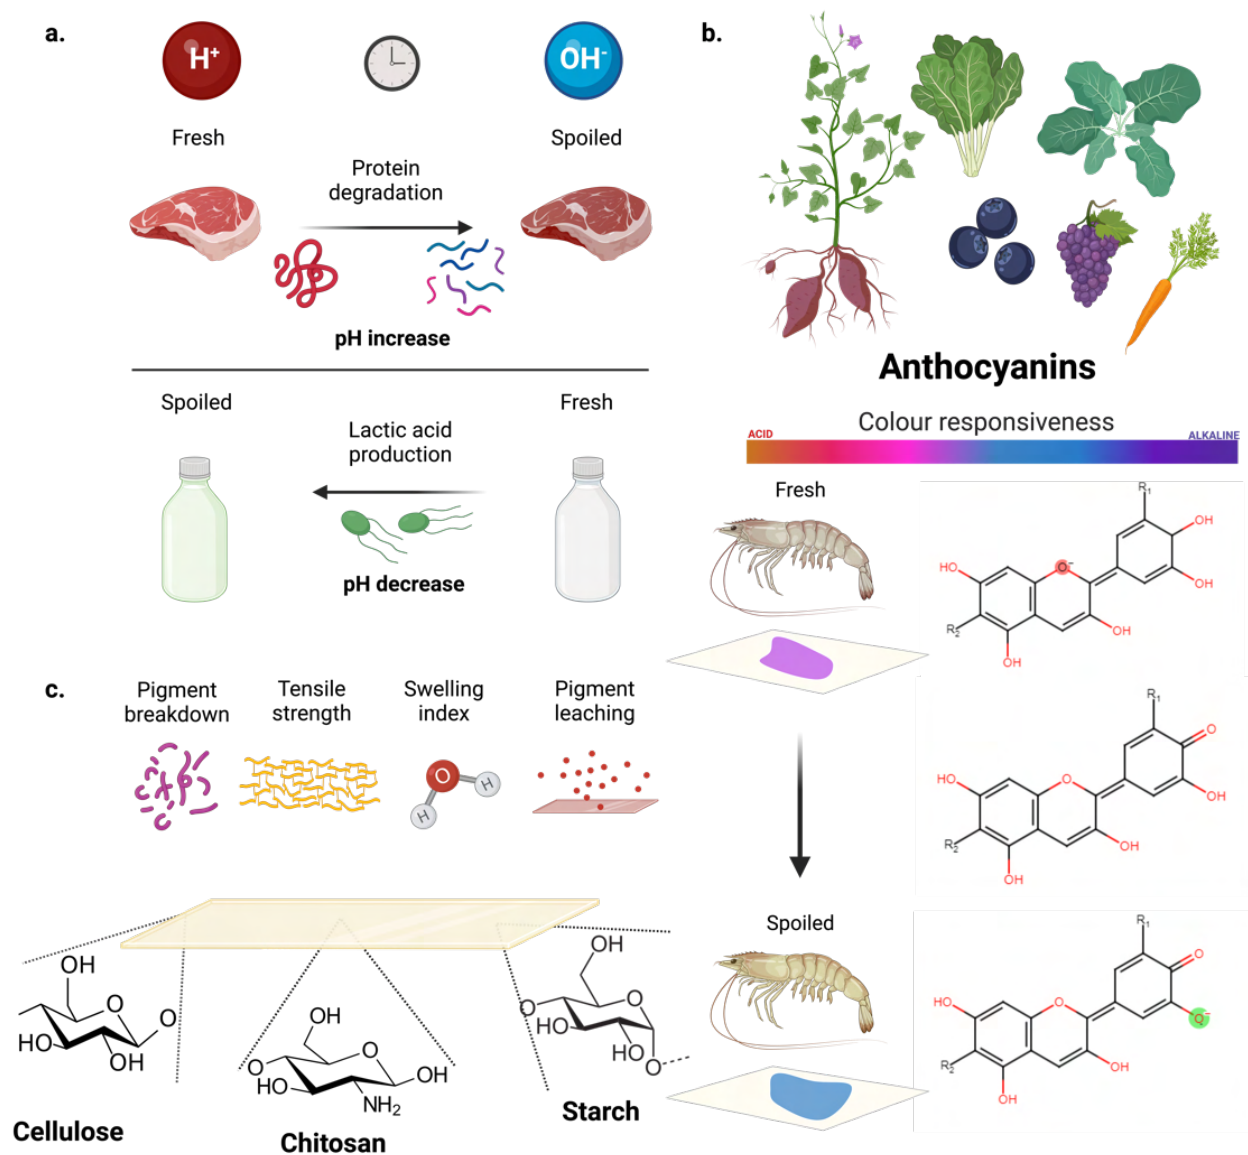 a.
H⁺
OH⁻
Fresh
Spoiled
Protein
degradation
pH increase
Spoiled
Fresh
Lactic acid
production
pH decrease
b.
Anthocyanins
Colour responsiveness
ACID
ALKALINE
Fresh
R₁
OH
HO
O⁻
OH
R₂
OH
OH
R₁
O
HO
O
OH
R₂
OH
OH
Spoiled
R₁
O
HO
O
O⁻
R₂
OH
OH
c.
Pigment
breakdown
Tensile
strength
Swelling
index
Pigment
leaching
O
H
H
OH
O
O
HO
OH
Cellulose
OH
O
O
HO
OH
NH₂
Chitosan
OH
O
O
HO
HO
O
Starch